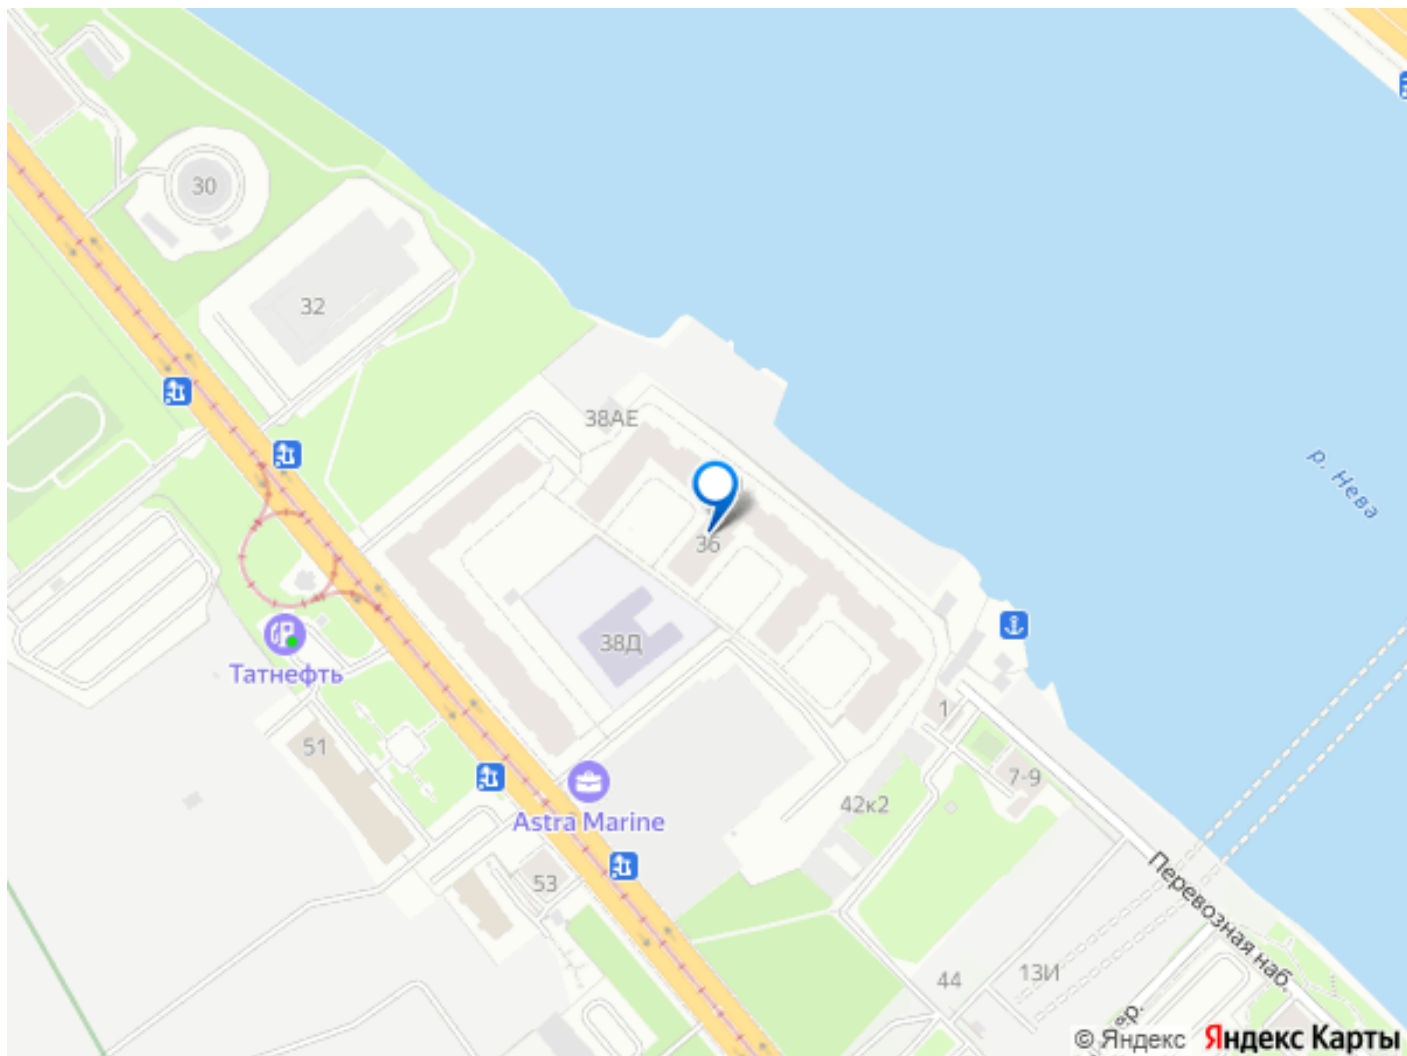 30
32
38АЕ
р. Нева
36
38Д
Татнефть
1
51
7-9
42к2
Astra Marine
53
Перевозная наб.
44
13И
© Яндекс
Яндекс Карты